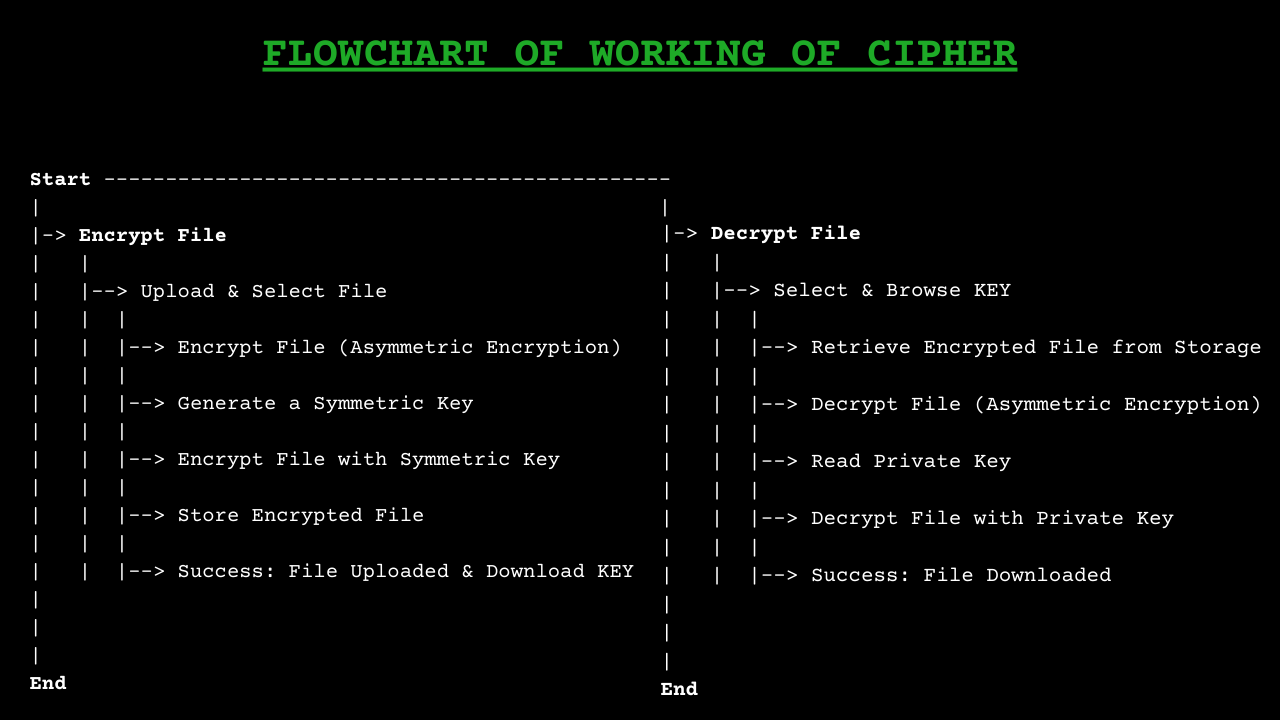 FLOWCHART OF WORKING OF CIPHER
Start ----------------------------------------------
|
|-> Encrypt File
|   |
|   |--> Upload & Select File
|   |  |
|   |  |--> Encrypt File (Asymmetric Encryption)
|   |  |
|   |  |--> Generate a Symmetric Key
|   |  |
|   |  |--> Encrypt File with Symmetric Key
|   |  |
|   |  |--> Store Encrypted File
|   |  |
|   |  |--> Success: File Uploaded & Download KEY
|
|
|
End
|
|-> Decrypt File
|   |
|   |--> Select & Browse KEY
|   |  |
|   |  |--> Retrieve Encrypted File from Storage
|   |  |
|   |  |--> Decrypt File (Asymmetric Encryption)
|   |  |
|   |  |--> Read Private Key
|   |  |
|   |  |--> Decrypt File with Private Key
|   |  |
|   |  |--> Success: File Downloaded
|
|
|
End